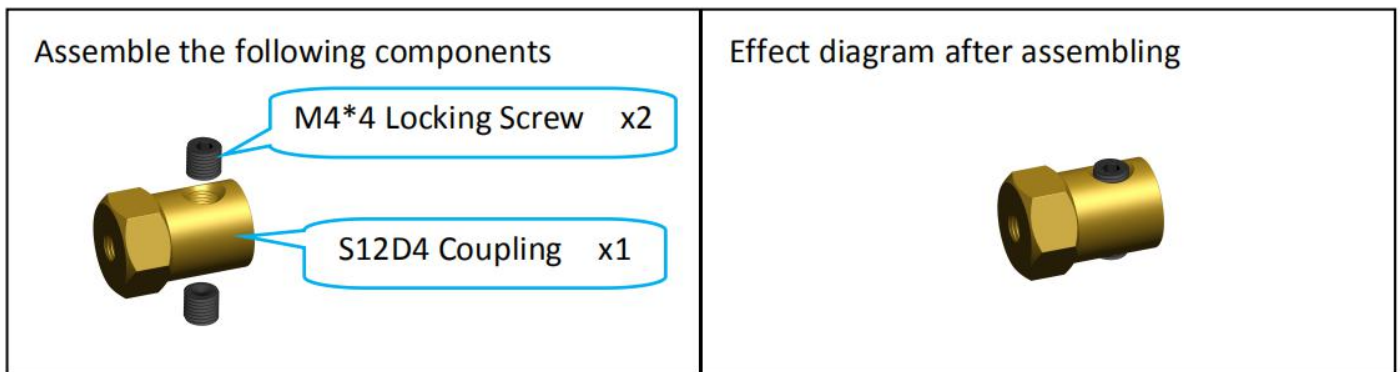 Assemble the following components
M4*4 Locking Screw x2
S12D4 Coupling x1
Effect diagram after assembling